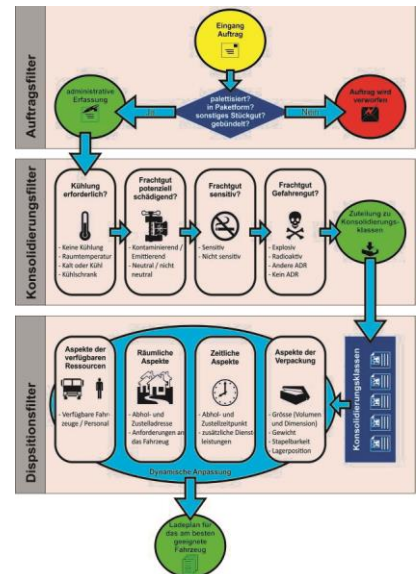 Auftragsfilter
Eingang
Auftrag
administrative
Erfassung
Ja
palettisiert?
in Paketform?
sonstiges Stückgut?
gebündelt?
Nein
Auftrag wird
verworfen
Konsolidierungsfilter
Kühlung
erforderlich?
- Keine Kühlung
- Raumtemperatur
- Kalt oder Kühl
- Kühlschrank
Frachtgut
potenziell
schädigend?
- Kontaminierend /
Emittierend
- Neutral / nicht
neutral
Frachtgut
sensitiv?
- Sensitiv
- Nicht sensitiv
Frachtgut
Gefahrengut?
- Explosiv
- Radioaktiv
- Andere ADR
- Kein ADR
Zuteilung zu
Konsolidierungs-
klassen
Dispsitionsfilter
Aspekte der
verfügbaren
Ressourcen
- Verfügbare Fahr-
zeuge / Personal
Räumliche
Aspekte
- Abhol- und
Zustelladresse
- Anforderungen an
das Fahrzeug
Zeitliche
Aspekte
- Abhol- und
Zustellzeitpunkt
- zusätzliche Dienst-
leistungen
Aspekte der
Verpackung
- Grösse (Volumen
und Dimension)
- Gewicht
- Stapelbarkeit
- Lagerposition
Konsolidierungsklassen
Dynamische Anpassung
Ladeplan für
das am besten
geeignete
Fahrzeug